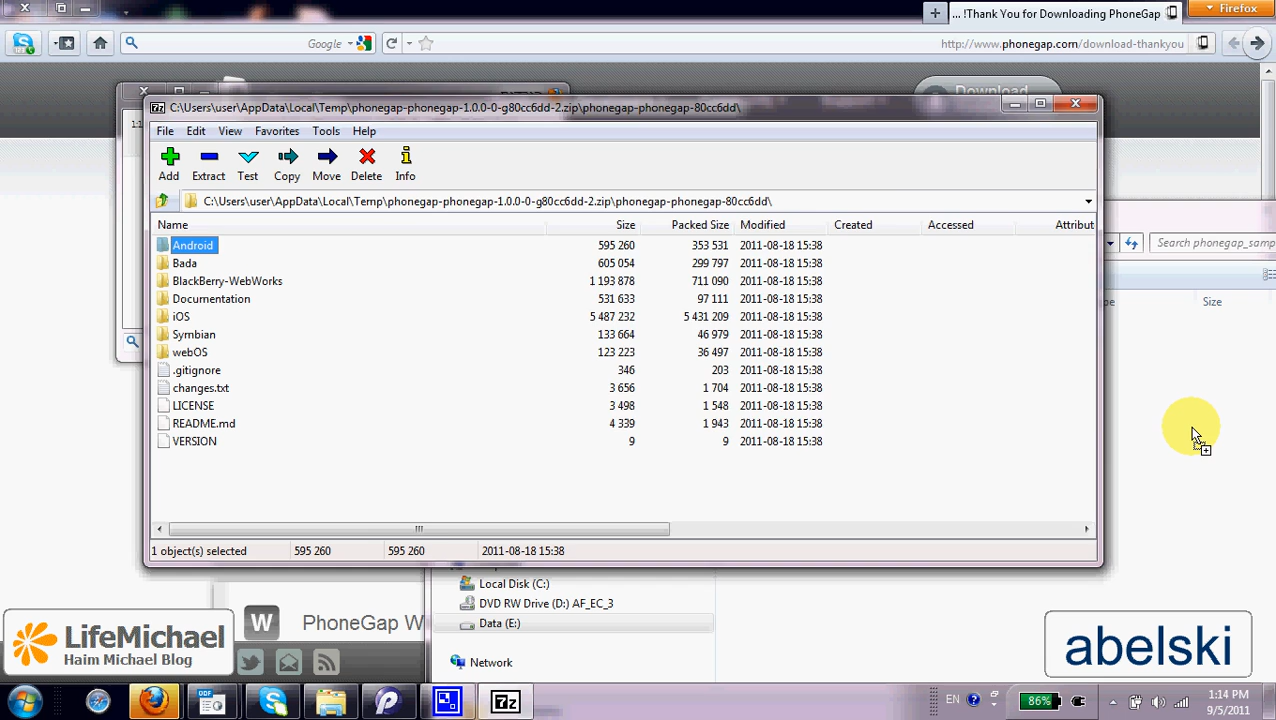 ... !Thank You for Downloading PhoneGap
Firefox
Google
http://www.phonegap.com/download-thankyou
Download
C:\Users\user\AppData\Local\Temp\phonegap-phonegap-1.0.0-0-g80cc6dd-2.zip\phonegap-phonegap-80cc6dd\
File Edit View Favorites Tools Help
Add Extract Test Copy Move Delete Info
C:\Users\user\AppData\Local\Temp\phonegap-phonegap-1.0.0-0-g80cc6dd-2.zip\phonegap-phonegap-80cc6dd\
Search phonegap_samp
Name Size Packed Size Modified Created Accessed Attribut
Android 595 260 353 531 2011-08-18 15:38
Bada 605 054 299 797 2011-08-18 15:38
BlackBerry-WebWorks 1 193 878 711 090 2011-08-18 15:38
Documentation 531 633 97 111 2011-08-18 15:38
iOS 5 487 232 5 431 209 2011-08-18 15:38
Symbian 133 664 46 979 2011-08-18 15:38
webOS 123 223 36 497 2011-08-18 15:38
.gitignore 346 203 2011-08-18 15:38
changes.txt 3 656 1 704 2011-08-18 15:38
LICENSE 3 498 1 548 2011-08-18 15:38
README.md 4 339 1 943 2011-08-18 15:38
VERSION 9 9 2011-08-18 15:38
Size
1 object(s) selected 595 260 595 260 2011-08-18 15:38
Local Disk (C:)
DVD RW Drive (D:) AF_EC_3
Data (E:)
Network
W PhoneGap W
LifeMichael
Haim Michael Blog
abelski
7z
EN
86%
1:14 PM
9/5/2011